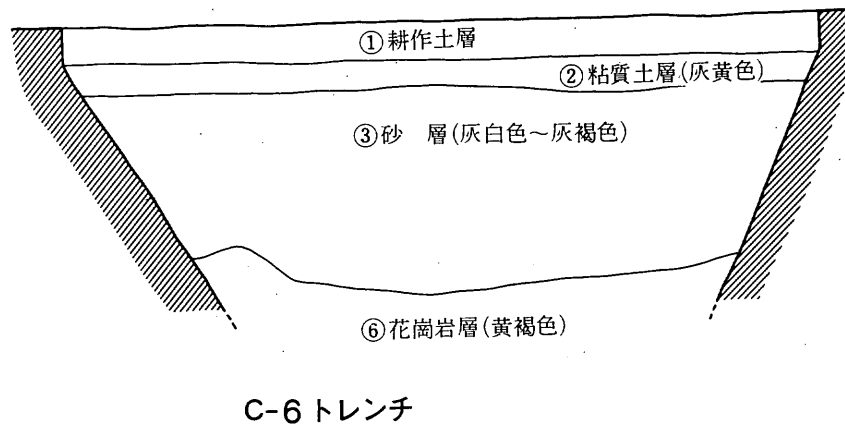 ①耕作土層
②粘質土層(灰黄色)
③砂　層(灰白色～灰褐色)
⑥花崗岩層(黄褐色)
C-6トレンチ